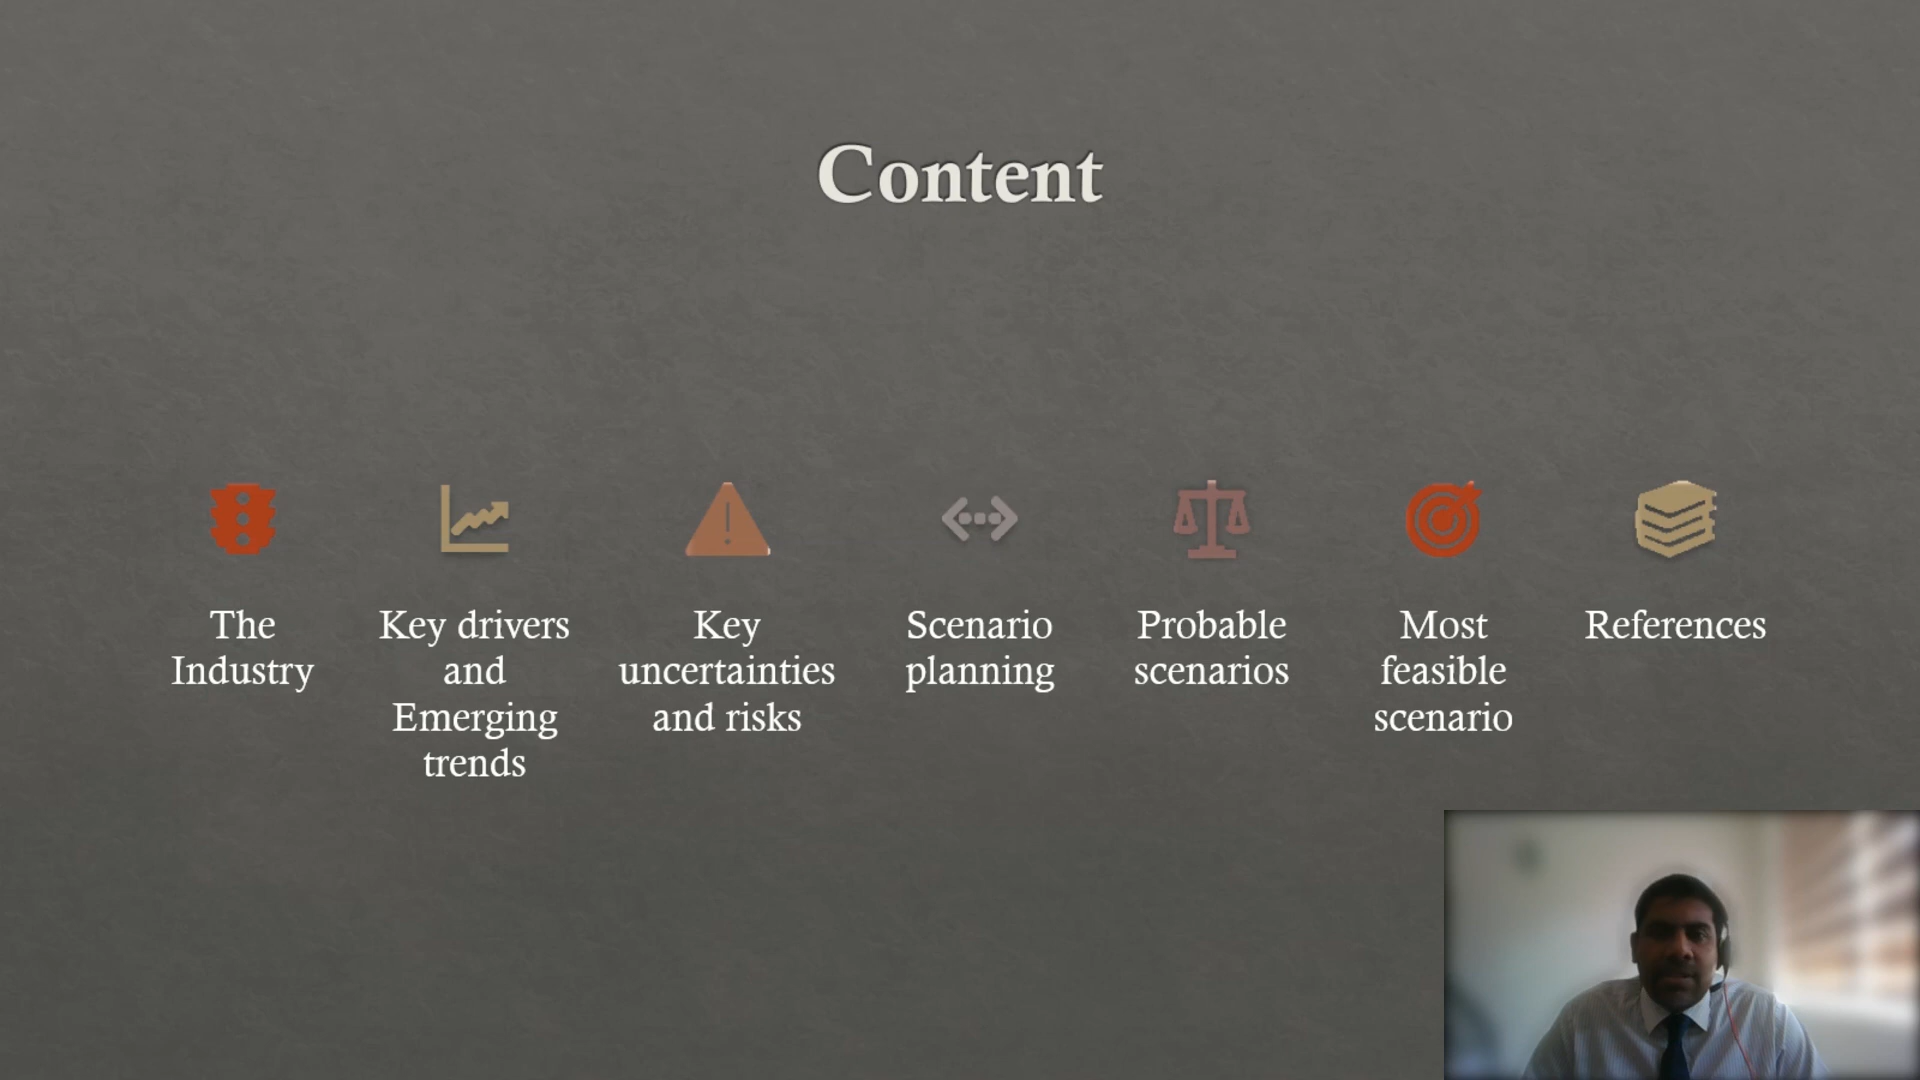 Content
The
Industry
Key drivers
and
Emerging
trends
Key
uncertainties
and risks
Scenario
planning
Probable
scenarios
Most
feasible
scenario
References